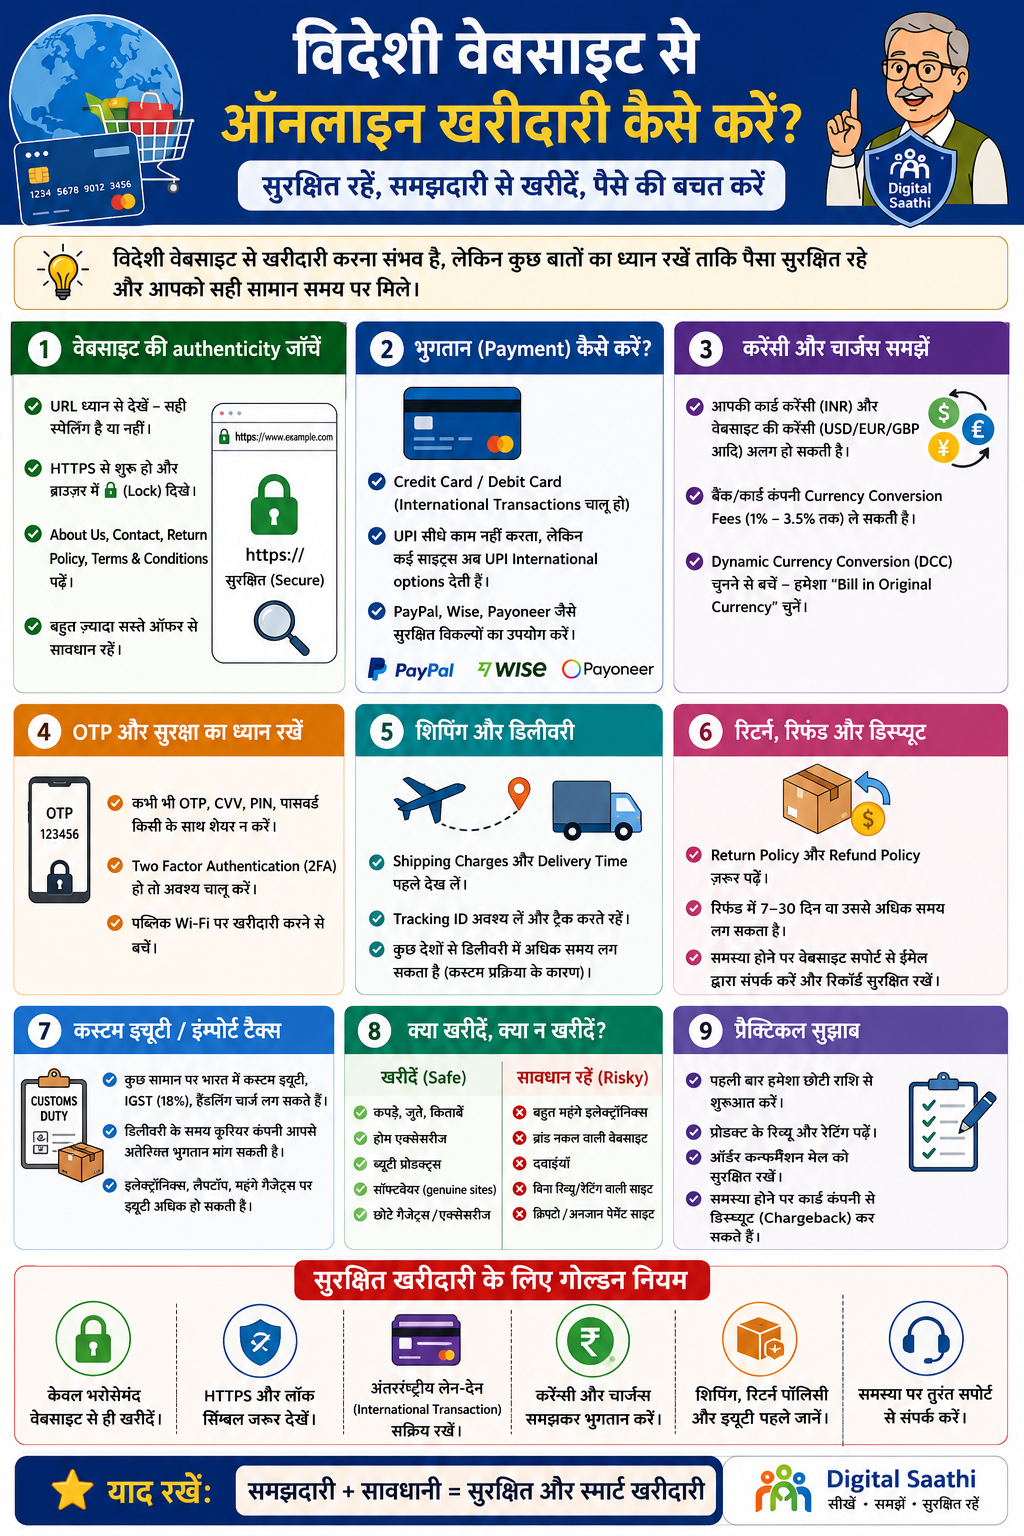 विदेशी वेबसाइट से
ऑनलाइन खरीदारी कैसे करें?
सुरक्षित रहें, समझदारी से खरीदें, पैसे की बचत करें
1234 5678 9012 3456
Digital
Saathi
विदेशी वेबसाइट से खरीदारी करना संभव है, लेकिन कुछ बातों का ध्यान रखें ताकि पैसा सुरक्षित रहे
और आपको सही सामान समय पर मिले।
1 वेबसाइट की authenticity जाँचें
URL ध्यान से देखें – सही
स्पेलिंग है या नहीं।
HTTPS से शुरू हो और
ब्राउज़र में (Lock) दिखे।
About Us, Contact, Return
Policy, Terms & Conditions
पढ़ें।
बहुत ज़्यादा सस्ते ऑफर से
सावधान रहें।
https://www.example.com
https://
सुरक्षित (Secure)
2 भुगतान (Payment) कैसे करें?
Credit Card / Debit Card
(International Transactions चालू हो)
UPI सीधे काम नहीं करता, लेकिन
कई साइट्स अब UPI International
options देती हैं।
PayPal, Wise, Payoneer जैसे
सुरक्षित विकल्पों का उपयोग करें।
PayPal WISE Payoneer
3 करेंसी और चार्जस समझें
आपकी कार्ड करेंसी (INR) और
वेबसाइट की करेंसी (USD/EUR/GBP
आदि) अलग हो सकती है।
$
£
¥
बैंक/कार्ड कंपनी Currency Conversion
Fees (1% – 3.5% तक) ले सकती है।
Dynamic Currency Conversion (DCC)
चुनने से बचें – हमेशा “Bill in Original
Currency” चुनें।
4 OTP और सुरक्षा का ध्यान रखें
OTP
123456
कभी भी OTP, CVV, PIN, पासवर्ड
किसी के साथ शेयर न करें।
Two Factor Authentication (2FA)
हो तो अवश्य चालू करें।
पब्लिक Wi-Fi पर खरीदारी करने से
बचें।
5 शिपिंग और डिलीवरी
Shipping Charges और Delivery Time
पहले देख लें।
Tracking ID अवश्य लें और ट्रैक करते रहें।
कुछ देशों से डिलीवरी में अधिक समय लग
सकता है (कस्टम प्रक्रिया के कारण)।
6 रिटर्न, रिफंड और डिस्प्यूट
$
Return Policy और Refund Policy
ज़रूर पढ़ें।
रिफंड में 7–30 दिन वा उससे अधिक समय
लग सकता है।
समस्या होने पर वेबसाइट सपोर्ट से ईमेल
द्वारा संपर्क करें और रिकॉर्ड सुरक्षित रखें।
7 कस्टम इयूटी / इंम्पोर्ट टैक्स
CUSTOMS
DUTY
कुछ सामान पर भारत में कस्टम इयूटी,
IGST (18%), हैंडलिंग चार्ज लग सकते हैं।
डिलीवरी के समय कूरियर कंपनी आपसे
अतेरिक्त भुगतान मांग सकती है।
इलेक्ट्रॉनिक्स, लैपटॉप, महंगे गैजेट्स पर
इयूटी अधिक हो सकती हैं।
8 क्या खरीदें, क्या न खरीदें?
खरीदें (Safe)
कपड़े, जुते, किताबें
होम एक्सेसरीज
ब्यूटी प्रोडक्ट्स
सॉफ्टवेयर (genuine sites)
छोटे गैजेट्स / एक्सेसरीज
सावधान रहें (Risky)
बहुत महंगे इलेक्ट्रॉनिक्स
ब्रांड नकल वाली वेबसाइट
दवाईयाँ
बिना रिव्यु/रेटिंग वाली साइट
क्रिप्टो / अनजान पेमेंट साइट
9 प्रैक्टिकल सुझाब
पहली बार हमेशा छोटी राशि से
शुरूआत करें।
प्रोडक्ट के रिव्यू और रेटिंग पढ़ें।
ऑर्डर कन्फर्मेशन मेल को
सुरक्षित रखें।
समस्या होने पर कार्ड कंपनी से
डिस्प्यूट (Chargeback) कर
सकते हैं।
सुरक्षित खरीदारी के लिए गोल्डन नियम
केवल भरोसेमंद
वेबसाइट से ही खरीदें।
HTTPS और लॉक
सिंम्बल जरूर देखें।
अंतररंष्ट्रीय लेन-देन
(International Transaction)
सक्रिय रखें।
₹
करेंसी और चार्जन्स
समझकर भुगतान करें।
शिपिंग, रिटर्न पॉलिसी
और इयूटी पहले जानें।
समस्या पर तुरंत सपोर्ट
से संपर्क करें।
याद रखें:
समझदारी + सावधानी = सुरक्षित और स्मार्ट खरीदारी
Digital Saathi
सीखें • समझें • सुरक्षित रहें